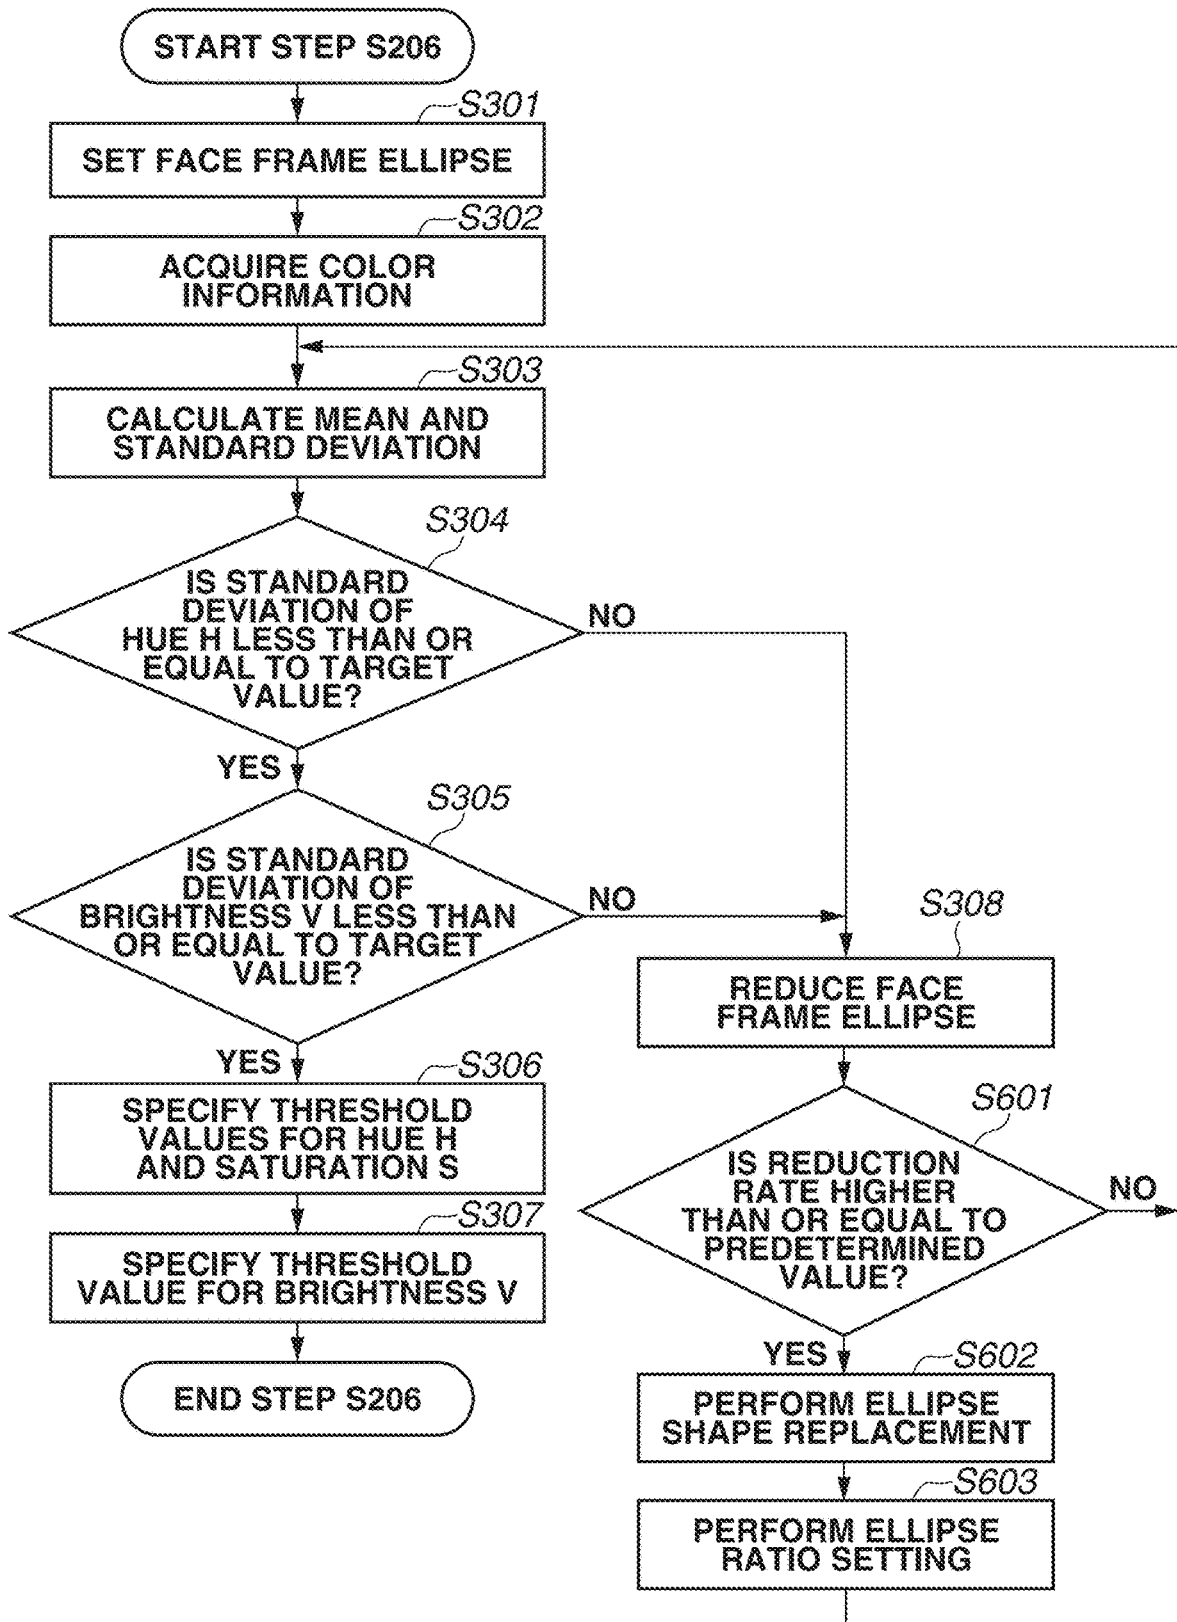 START STEP S206
S301
SET FACE FRAME ELLIPSE
S302
ACQUIRE COLOR
INFORMATION
S303
CALCULATE MEAN AND
STANDARD DEVIATION
S304
IS STANDARD
DEVIATION OF
HUE H LESS THAN OR
EQUAL TO TARGET
VALUE?
NO
YES
S305
IS STANDARD
DEVIATION OF
BRIGHTNESS V LESS THAN
OR EQUAL TO TARGET
VALUE?
NO
YES
S306
SPECIFY THRESHOLD
VALUES FOR HUE H
AND SATURATION S
S307
SPECIFY THRESHOLD
VALUE FOR BRIGHTNESS V
END STEP S206
S308
REDUCE FACE
FRAME ELLIPSE
S601
IS REDUCTION
RATE HIGHER
THAN OR EQUAL TO
PREDETERMINED
VALUE?
NO
YES
S602
PERFORM ELLIPSE
SHAPE REPLACEMENT
S603
PERFORM ELLIPSE
RATIO SETTING